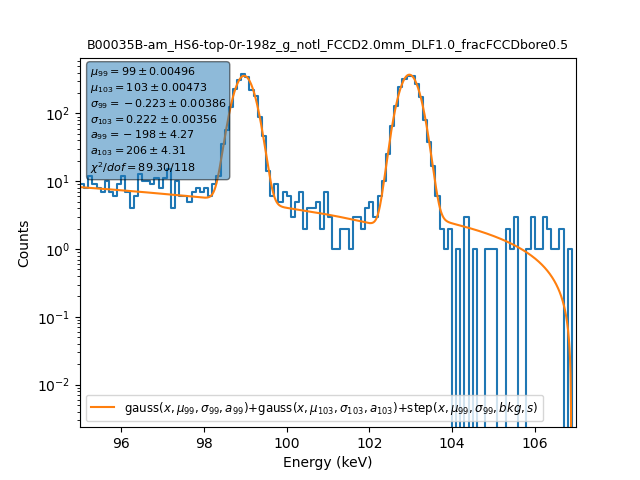 B00035B-am_HS6-top-0r-198z_g_notl_FCCD2.0mm_DLF1.0_fracFCCDbore0.5
μ99 = 99 ± 0.00496
μ103 = 103 ± 0.00473
σ99 = − 0.223 ± 0.00386
σ103 = 0.222 ± 0.00356
a99 = − 198 ± 4.27
a103 = 206 ± 4.31
χ²/dof = 89.30/118
10²
10¹
10⁰
10⁻¹
10⁻²
Counts
gauss(x, μ99, σ99, a99)+gauss(x, μ103, σ103, a103)+step(x, μ99, σ99, bkg, s)
96 98 100 102 104 106
Energy (keV)